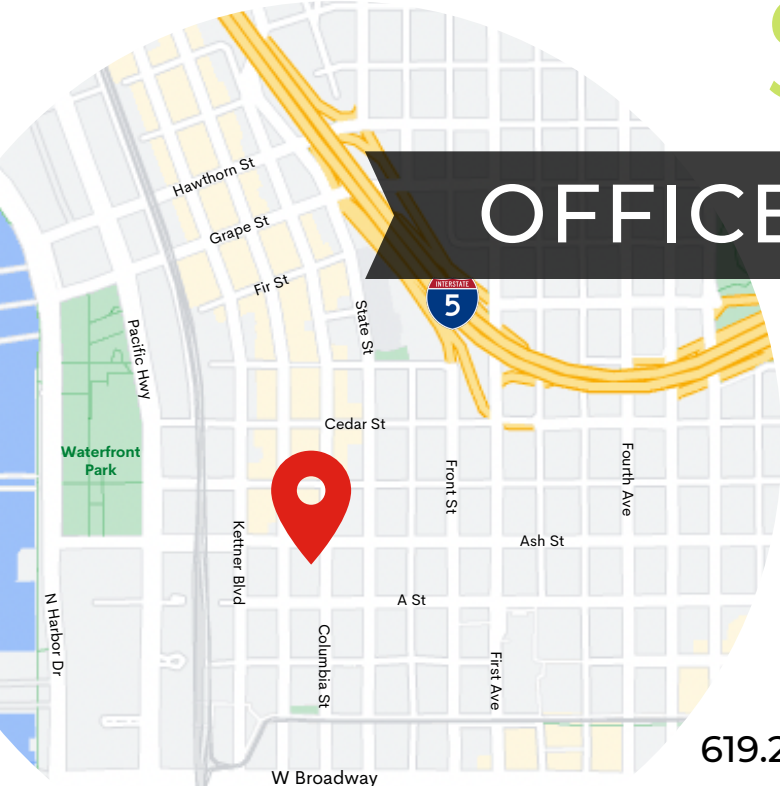 Hawthorn St
OFFICE
Grape St
Fir St
INTERSTATE
5
State St
Pacific Hwy
Cedar St
Waterfront
Park
Front St
Fourth Ave
Kettner Blvd
Ash St
N Harbor Dr
A St
Columbia St
First Ave
619.2
W Broadway